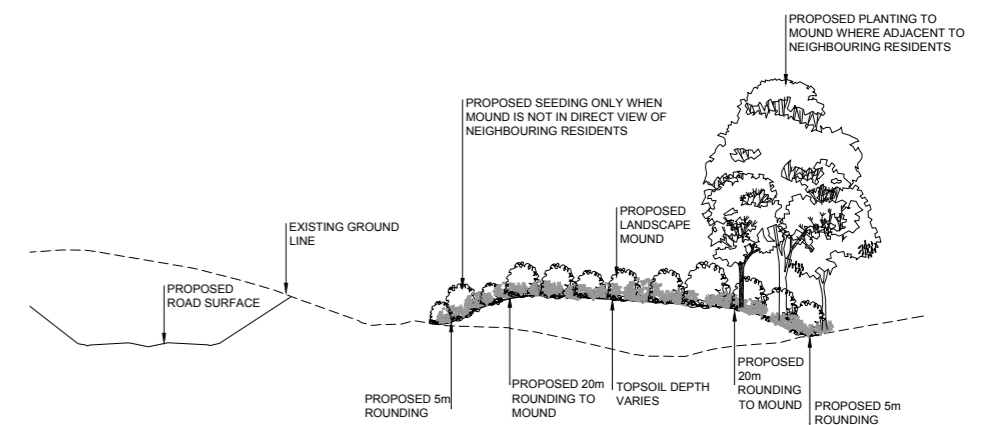 PROPOSED PLANTING TO
MOUND WHERE ADJACENT TO
NEIGHBOURING RESIDENTS
PROPOSED SEEDING ONLY WHEN
MOUND IS NOT IN DIRECT VIEW OF
NEIGHBOURING RESIDENTS
PROPOSED
LANDSCAPE
MOUND
EXISTING GROUND
LINE
PROPOSED
ROAD SURFACE
PROPOSED 5m
ROUNDING
PROPOSED 20m
ROUNDING TO
MOUND
TOPSOIL DEPTH
VARIES
PROPOSED
20m
ROUNDING
TO MOUND
PROPOSED 5m
ROUNDING